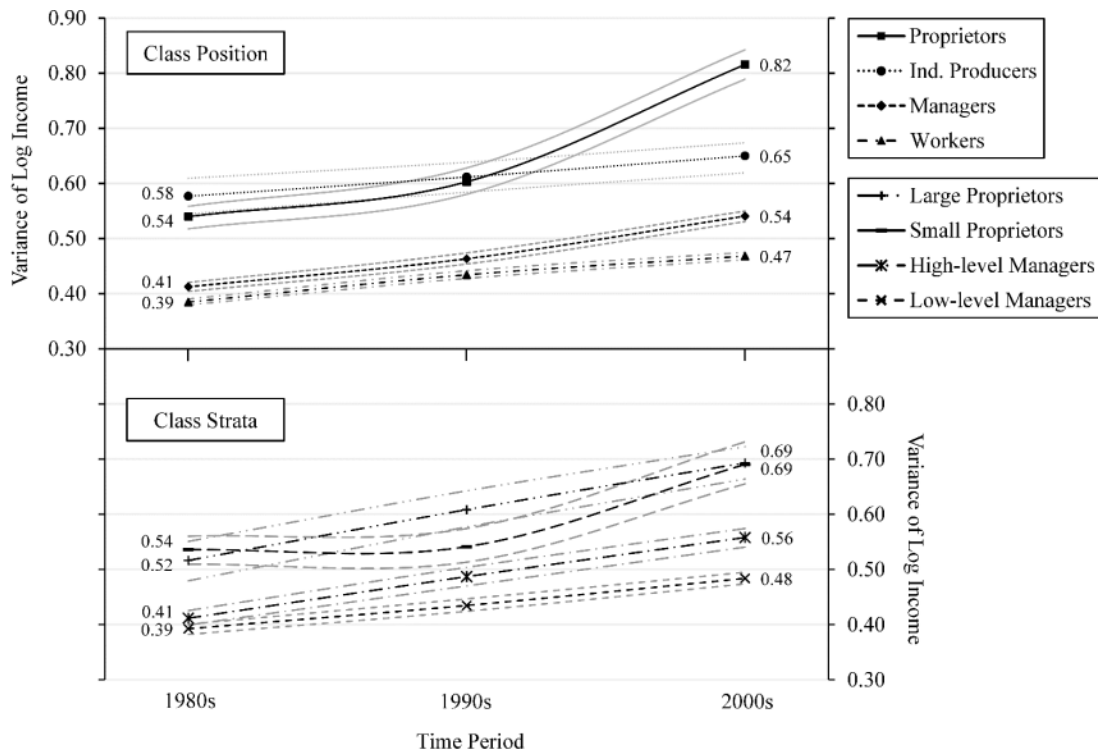 0.90
0.80
0.70
0.60
0.50
0.40
0.30
Variance of Log Income
Class Position
0.58
0.54
0.41
0.39
0.82
0.65
0.54
0.47
Proprietors
Ind. Producers
Managers
Workers
Large Proprietors
Small Proprietors
High-level Managers
Low-level Managers
Class Strata
0.54
0.52
0.41
0.39
0.69
0.69
0.56
0.48
0.80
0.70
0.60
0.50
0.40
0.30
Variance of Log Income
1980s
1990s
2000s
Time Period